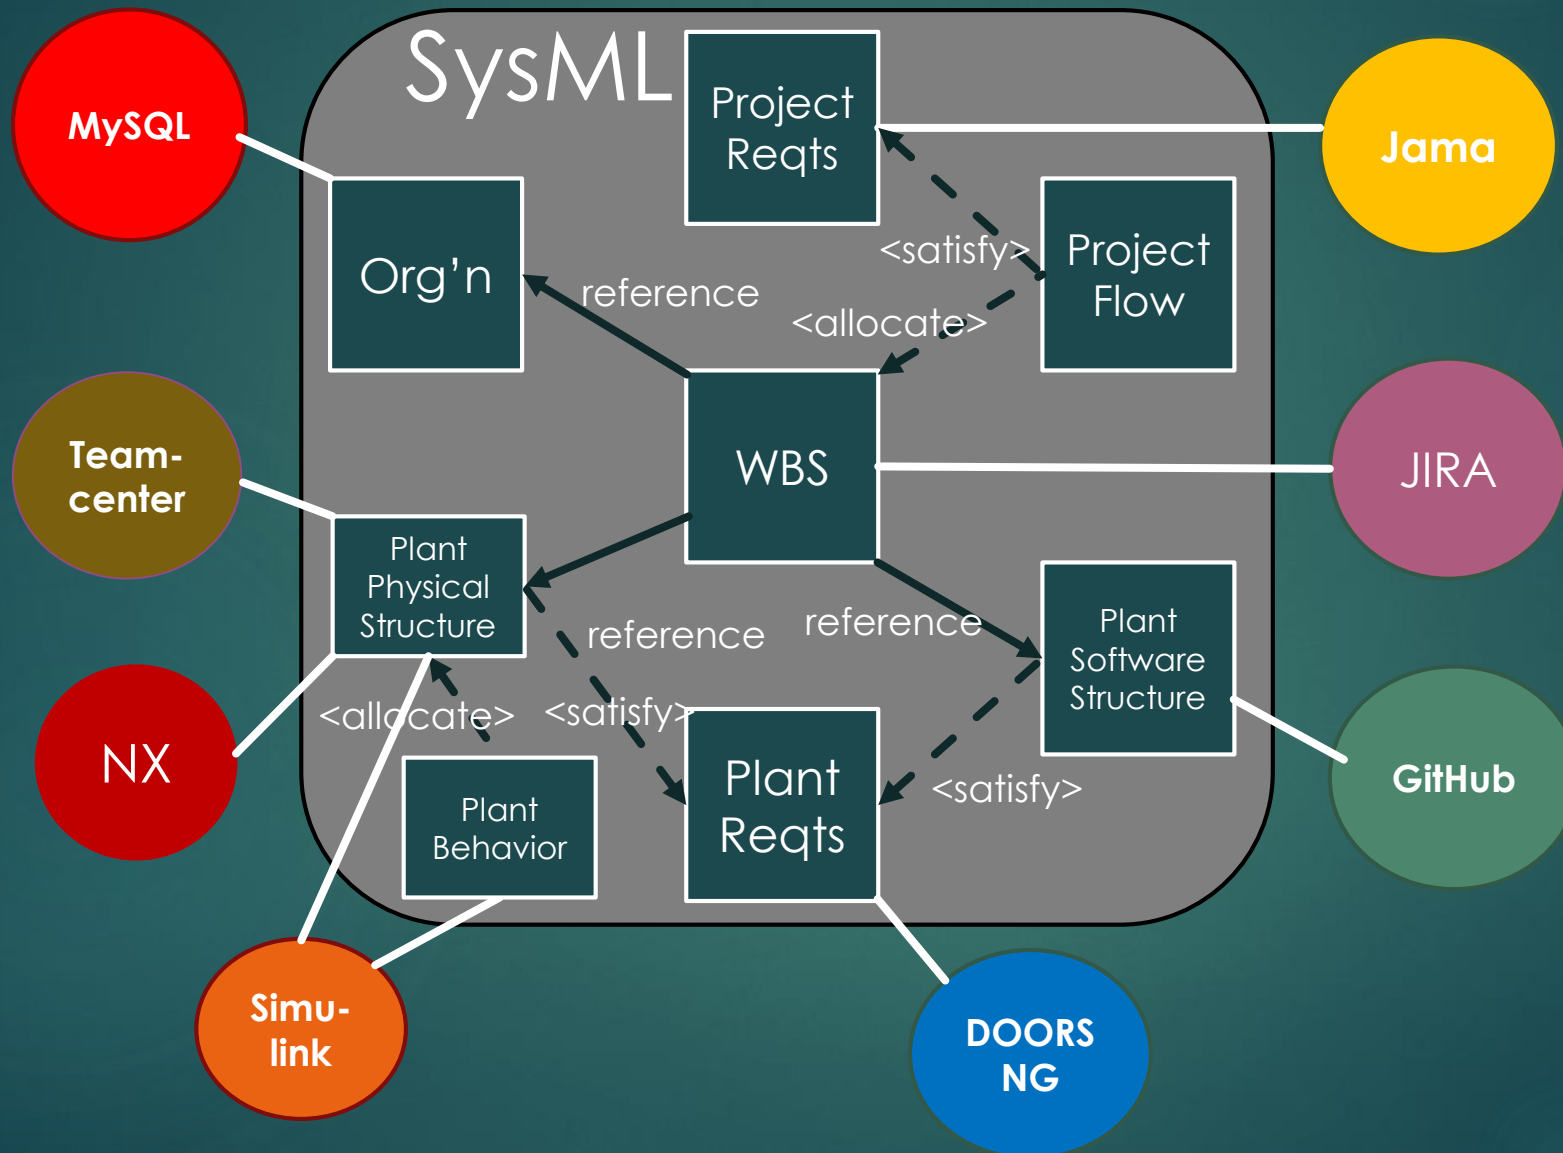 SysML
MySQL
Project
Reqts
Jama
Org'n
reference
<satisfy>
Project
Flow
<allocate>
Team-
center
WBS
JIRA
Plant
Physical
Structure
reference
reference
Plant
Software
Structure
NX
<allocate>
<satisfy>
Plant
Reqts
<satisfy>
GitHub
Plant
Behavior
Simu-
link
DOORS
NG